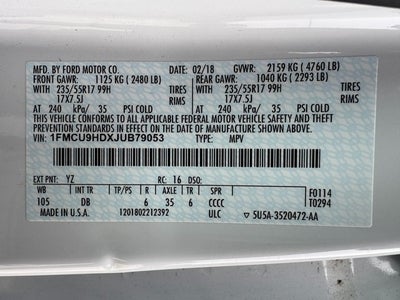 MFD. BY FORD MOTOR CO. 02/18 GVWR: 2159 KG ( 4760 LB)
FRONT GAWR: 1125 KG ( 2480 LB) REAR GAWR: 1040 KG ( 2293 LB)
WITH WITH
235/55R17 99H TIRES 235/55R17 99H TIRES
17X7.5J RIMS 17X7.5J RIMS
AT 240 kPa/ 35 PSI COLD AT 240 kPa/ 35 PSI COLD
THIS VEHICLE CONFORMS TO ALL APPLICABLE FEDERAL MOTOR VEHICLE SAFETY AND THEFT PREVENTION STANDARDS IN EFFECT ON THE DATE OF MANUFACTURE SHOWN ABOVE.
VIN: 1FMCU9HDXJUB79053 TYPE: MPV
EXT PNT: YZ RC: 16 DSO: F0114
WB INT TR TP/PS R AXLE TR SPR T0294
105 DB 6 35 6 CCCC
1201802212392 ULC ▽ 5U5A-3520472-AA